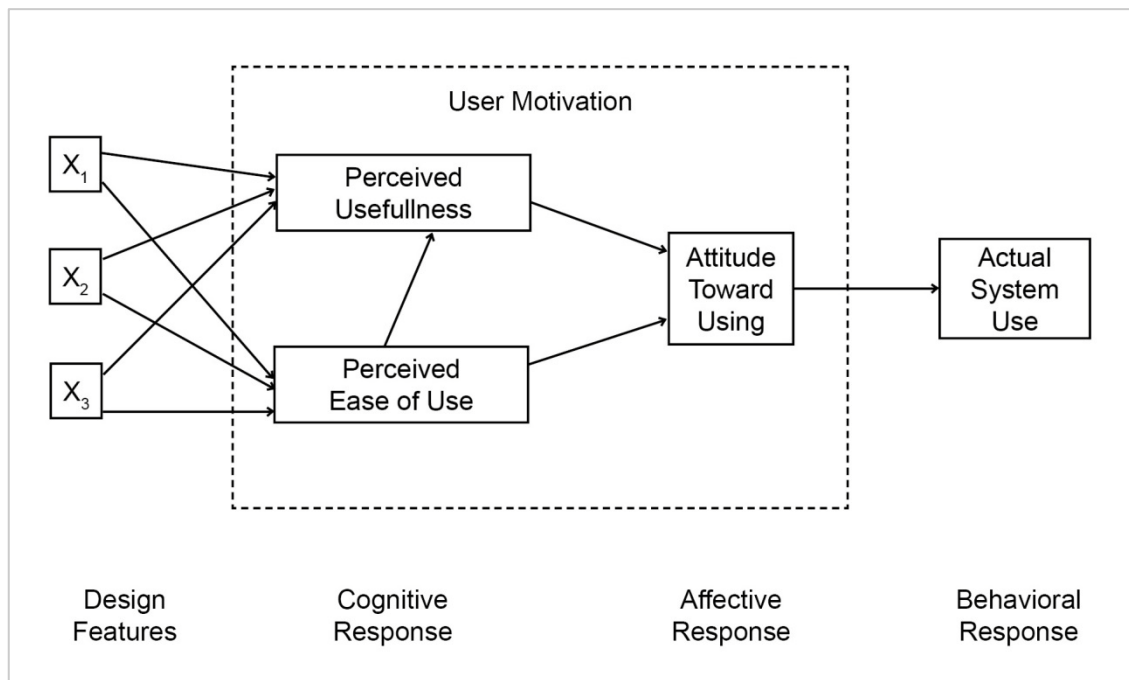 User Motivation
X1
X2
X3
Perceived
Usefullness
Perceived
Ease of Use
Attitude
Toward
Using
Actual
System
Use
Design
Features
Cognitive
Response
Affective
Response
Behavioral
Response